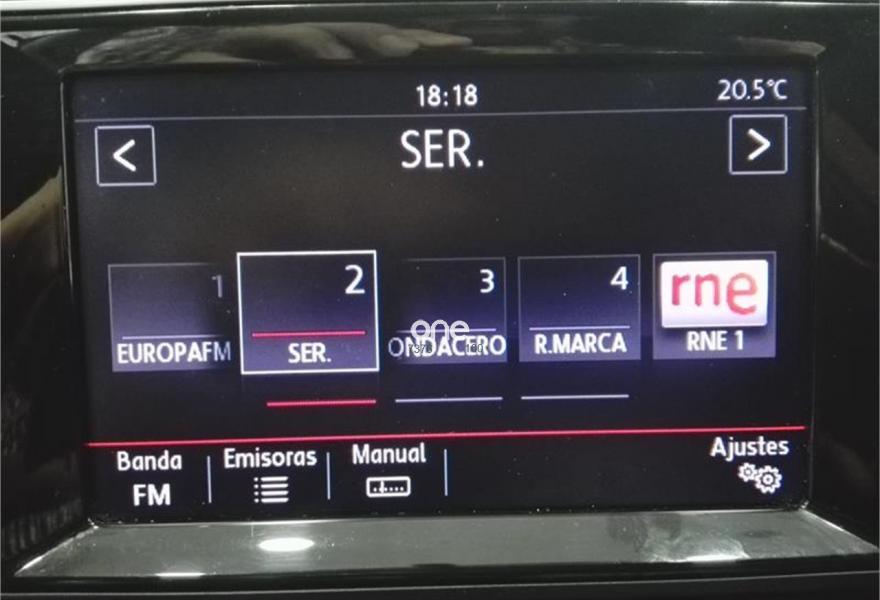 18:18
20.5°C
<
SER.
>
1
2
3
4
rne
EUROPAFM
SER.
ONDACERO
R.MARCA
RNE 1
one
Banda
Emisoras
Manual
Ajustes
FM